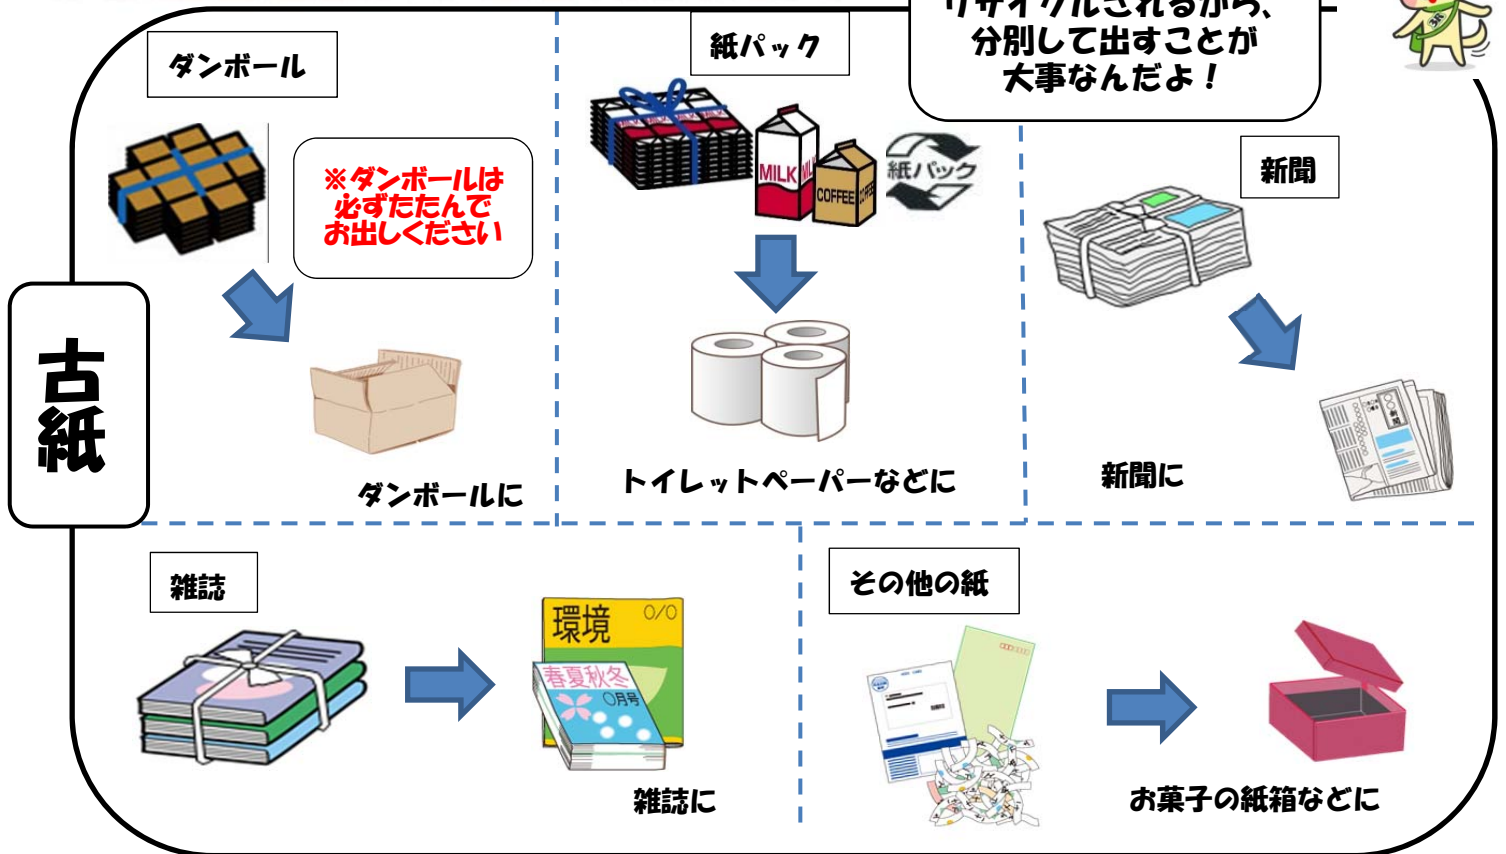 リサイクルされるから、
分別して出すことが
大事なんだよ！
ダンボール
※ダンボールは
必ずたたんで
お出しください
ダンボールに
紙パック
MILK
COFFEE
紙パック
トイレットペーパーなどに
新聞
新聞
新聞に
古紙
雑誌
環境
○/○
春夏秋冬
○月号
雑誌に
その他の紙
お菓子の紙箱などに